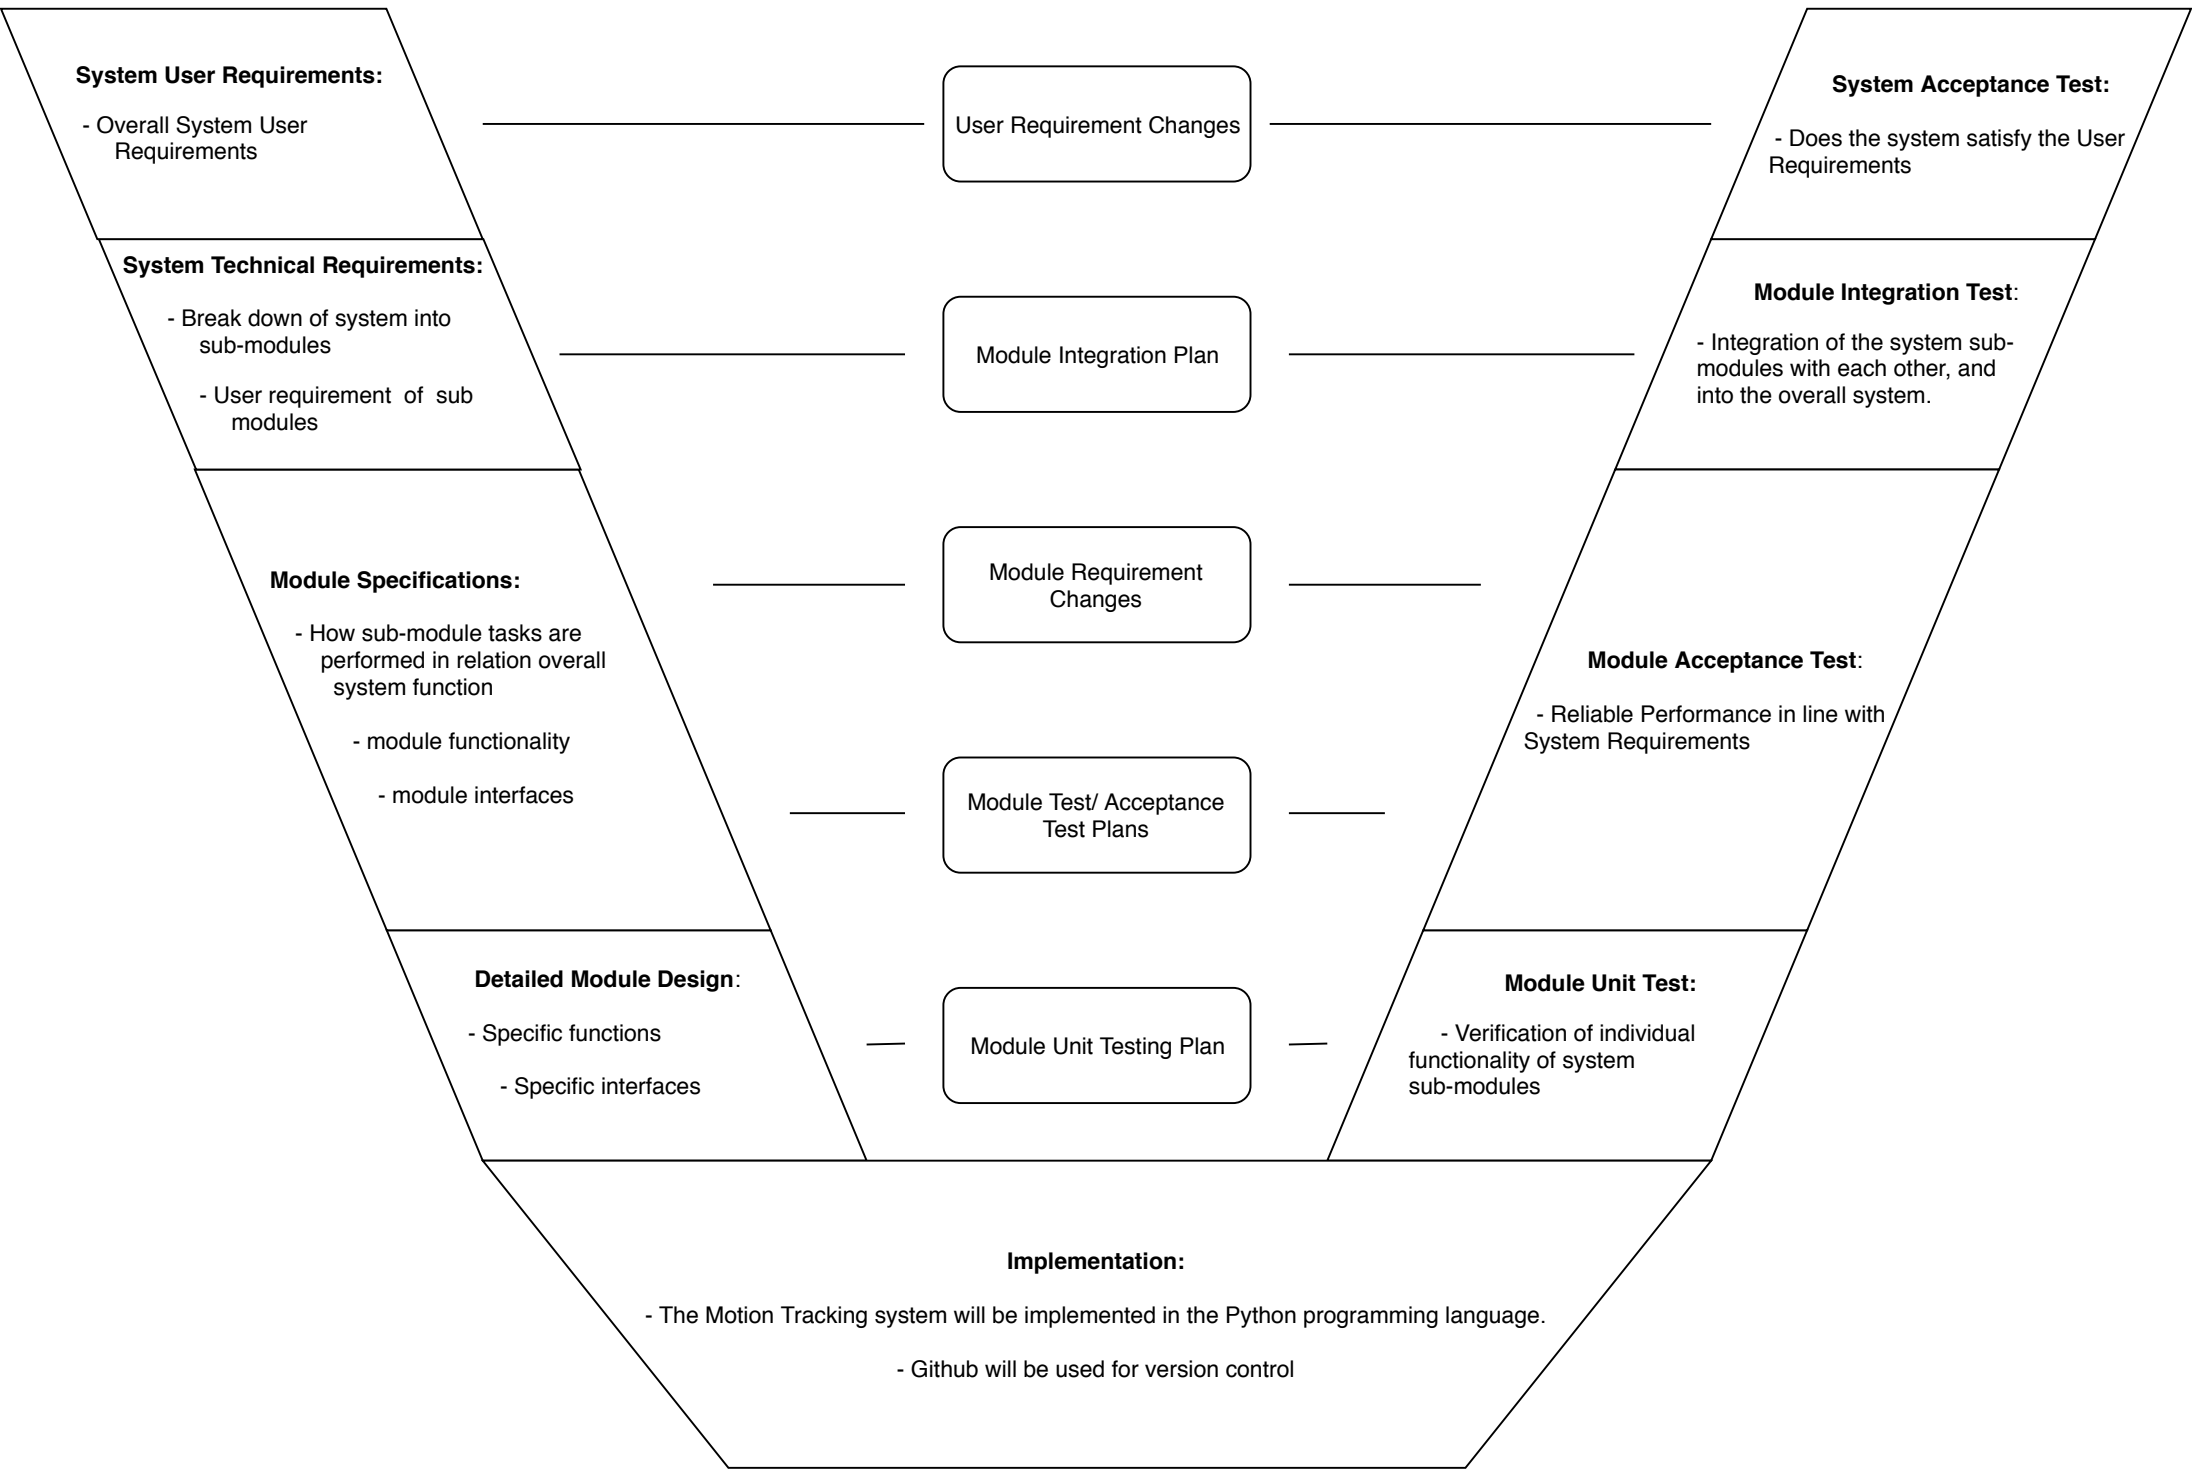 System User Requirements:
- Overall System User
Requirements
User Requirement Changes
System Acceptance Test:
- Does the system satisfy the User
Requirements
System Technical Requirements:
- Break down of system into
sub-modules
- User requirement of sub
modules
Module Integration Plan
Module Integration Test:
- Integration of the system sub-
modules with each other, and
into the overall system.
Module Specifications:
- How sub-module tasks are
performed in relation overall
system function
- module functionality
- module interfaces
Module Requirement
Changes
Module Test/ Acceptance
Test Plans
Module Acceptance Test:
- Reliable Performance in line with
System Requirements
Detailed Module Design:
- Specific functions
- Specific interfaces
Module Unit Testing Plan
Module Unit Test:
- Verification of individual
functionality of system
sub-modules
Implementation:
- The Motion Tracking system will be implemented in the Python programming language.
- Github will be used for version control